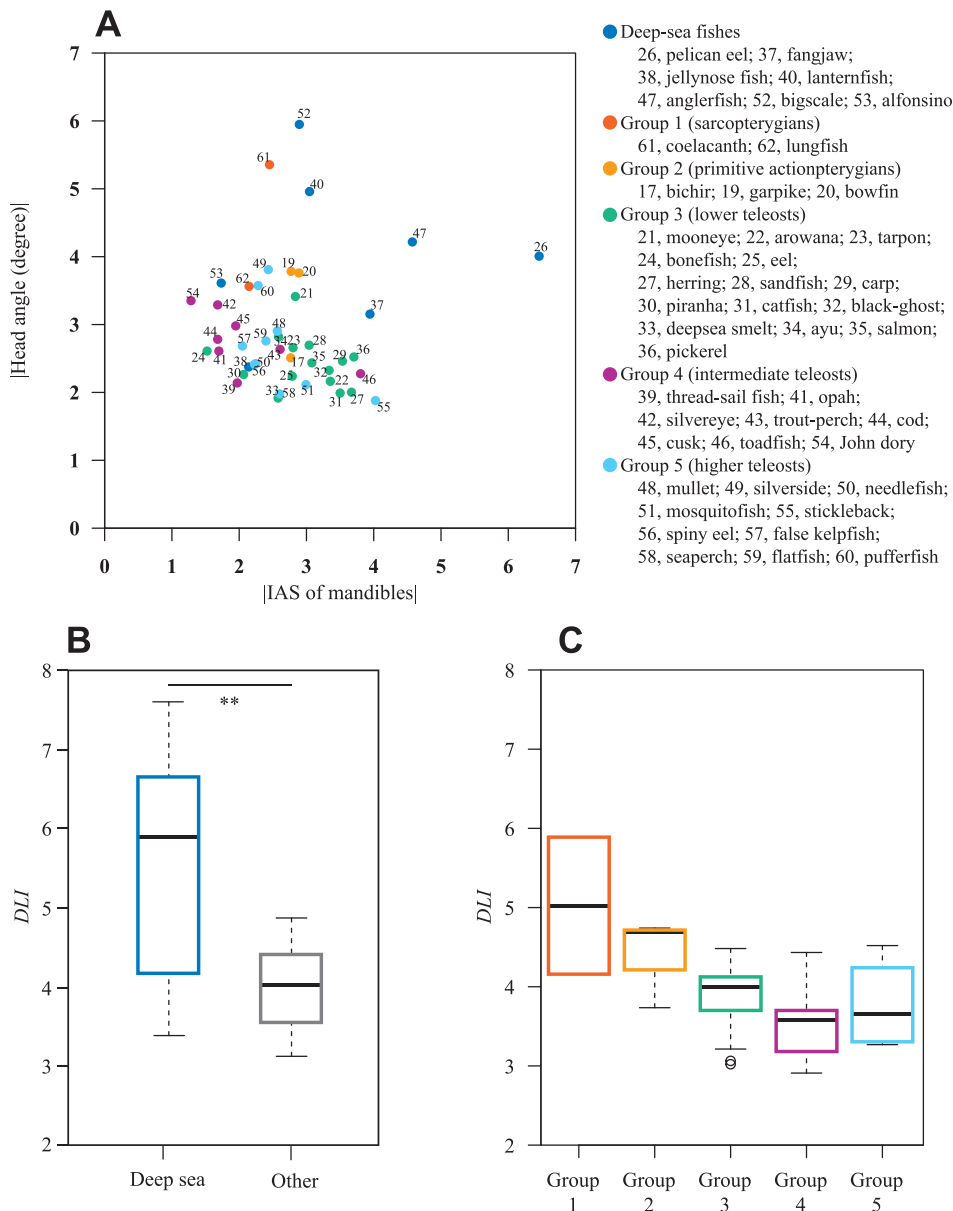 A
|Head angle (degree)|
7
6
5
4
3
2
1
0
0 1 2 3 4 5 6 7
|IAS of mandibles|
52
61
40
47
26
49
19
20
53
62
60
21
54
42
37
45
48
59
44
57
34
23
28
43
41
24
38
50
17
35
29
36
30
56
25
32
22
46
39
33
58
51
31
27
55
Deep-sea fishes
26, pelican eel; 37, fangjaw;
38, jellynose fish; 40, lanternfish;
47, anglerfish; 52, bigscale; 53, alfonsino
Group 1 (sarcopterygians)
61, coelacanth; 62, lungfish
Group 2 (primitive actionpterygians)
17, bichir; 19, garpike; 20, bowfin
Group 3 (lower teleosts)
21, mooneye; 22, arowana; 23, tarpon;
24, bonefish; 25, eel;
27, herring; 28, sandfish; 29, carp;
30, piranha; 31, catfish; 32, black-ghost;
33, deepsea smelt; 34, ayu; 35, salmon;
36, pickerel
Group 4 (intermediate teleosts)
39, thread-sail fish; 41, opah;
42, silvereye; 43, trout-perch; 44, cod;
45, cusk; 46, toadfish; 54, John dory
Group 5 (higher teleosts)
48, mullet; 49, silverside; 50, needlefish;
51, mosquitofish; 55, stickleback;
56, spiny eel; 57, false kelpfish;
58, seaperch; 59, flatfish; 60, pufferfish
B
DLI
8
7
6
5
4
3
2
**
Deep sea Other
C
DLI
8
7
6
5
4
3
2
Group Group Group Group Group
1 2 3 4 5